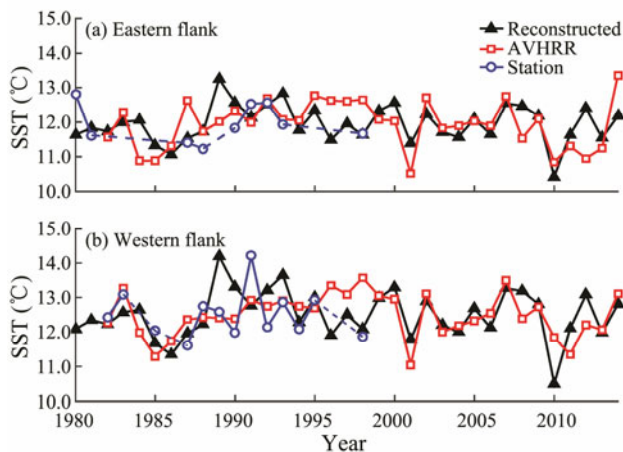 15.0
(a) Eastern flank
Reconstructed
AVHRR
Station
14.0
13.0
12.0
11.0
10.0
SST (℃)
15.0
(b) Western flank
14.0
13.0
12.0
11.0
10.0
SST (℃)
1980 1985 1990 1995 2000 2005 2010
Year